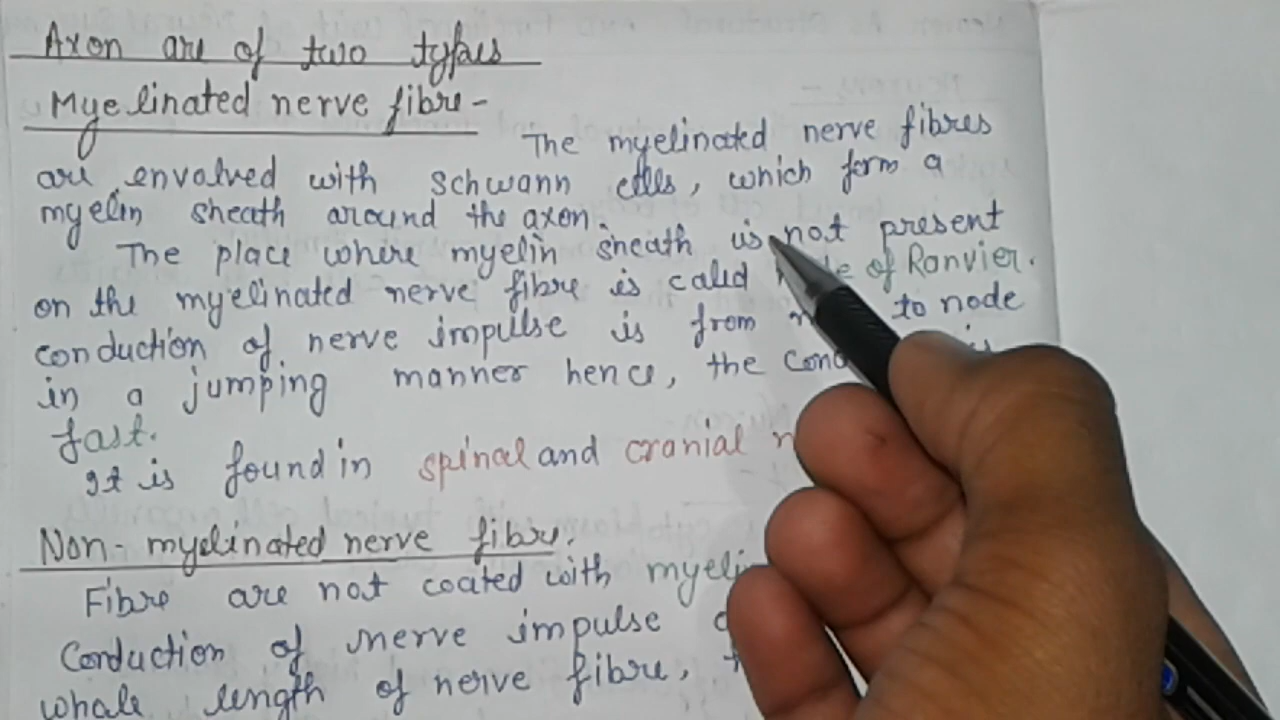 Axon are of two types
Myelinated nerve fibre-
The myelinated nerve fibres
are envalved with schwann cells, which form a
myelin sheath around the axon.
The place where myelin sheath is not present
on the myelinated nerve fibre is called of Ranvier.
conduction of nerve impulse is from to node
in a jumping manner hence, the is
fast.
It is found in spinal and cranial
Non-myelinated nerve fibre.
Fibre are not coated with
Conduction of nerve impulse
whole length of nerve fibre,